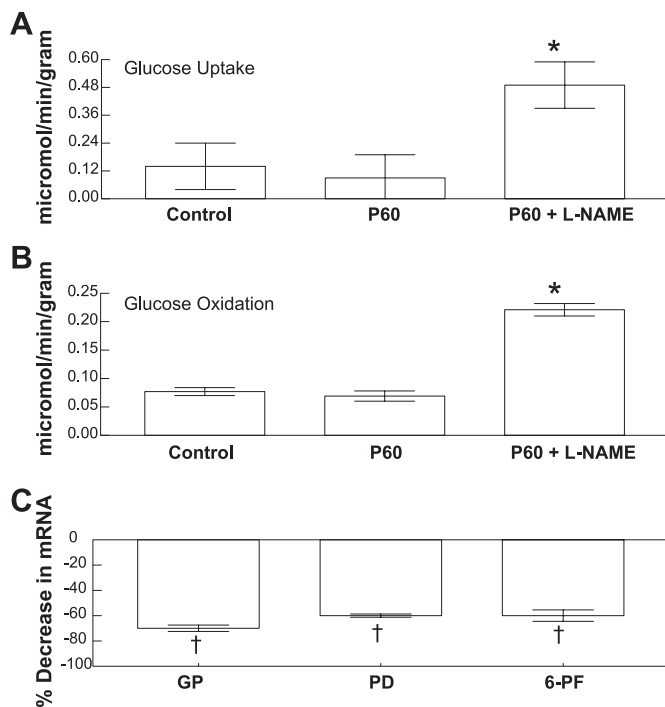 A
micromol/min/gram
0.60
0.48
0.36
0.24
0.12
0.00
Glucose Uptake
*
Control P60 P60 + L-NAME
B
micromol/min/gram
0.25
0.20
0.15
0.10
0.05
0.00
Glucose Oxidation
*
Control P60 P60 + L-NAME
C
% Decrease in mRNA
0
-20
-40
-60
-80
-100
† † †
GP PD 6-PF